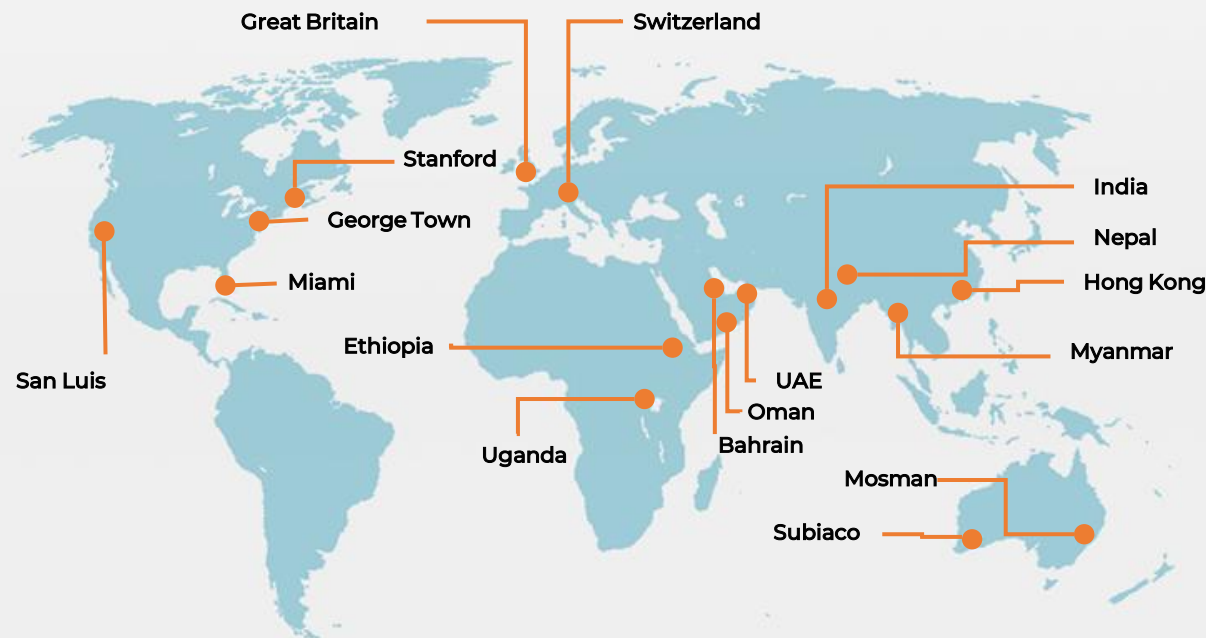 Great Britain
Switzerland
Stanford
India
George Town
Nepal
Miami
Hong Kong
Ethiopia
Myanmar
San Luis
UAE
Oman
Bahrain
Uganda
Mosman
Subiaco